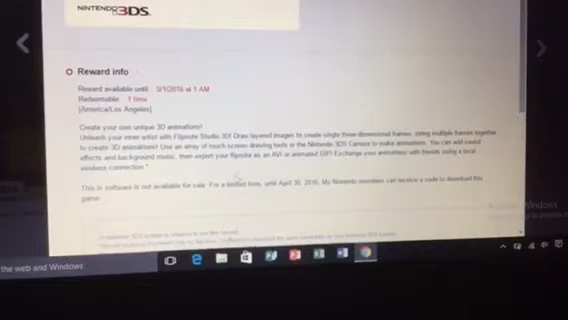 NINTENDO3DS
Reward info
Reward available until 5/1/2016 at 1 AM
Redeemable 1 time
[America/Los Angeles]
Create your own unique 3D animations!
Unleash your inner artist with Flipnote Studio 3D! Draw layered images to create single three-dimensional frames, string multiple frames together
to create 3D animations! Use an array of touch screen drawing tools or the Nintendo 3DS Camera to make animations. You can add sound
effects and background music, then export your flipnote as an AVI or animated GIF! Exchange your animations with friends using a local
wireless connection.*
This is software is not available for sale. For a limited time, until April 30, 2016, My Nintendo members can receive a code to download this
game.
Windows
the web and Windows